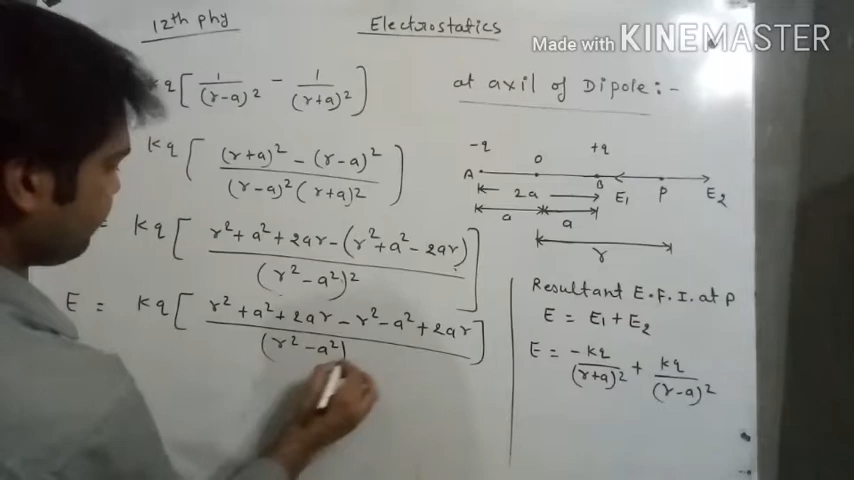 12th phy
Electrostatics
Made with KINEMASTER
kq[ 1/(r-a)² - 1/(r+a)² ]
kq[ ((r+a)² - (r-a)²) / ((r-a)²(r+a)²) ]
= kq[ (r² + a² + 2ar - (r² + a² - 2ar)) / (r² - a²)² ]
E = kq[ (r² + a² + 2ar - r² - a² + 2ar) / (r² - a²) ]
at axil of Dipole :-
-q O +q
A B E₁ P E₂
2a
a a
r
Resultant E.F.I. at P
E = E₁ + E₂
E = -kq/(r+a)² + kq/(r-a)²